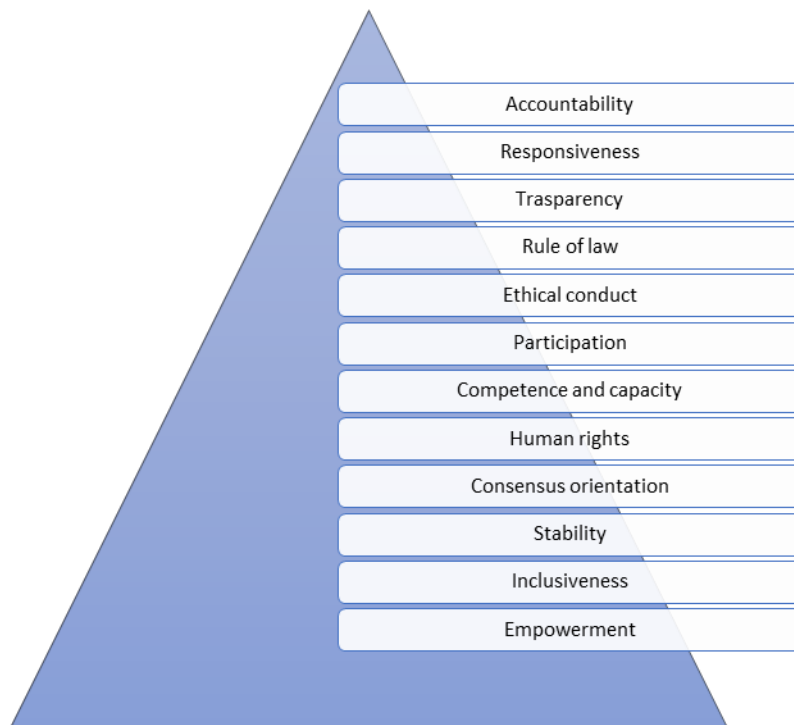 Accountability
Responsiveness
Trasparency
Rule of law
Ethical conduct
Participation
Competence and capacity
Human rights
Consensus orientation
Stability
Inclusiveness
Empowerment